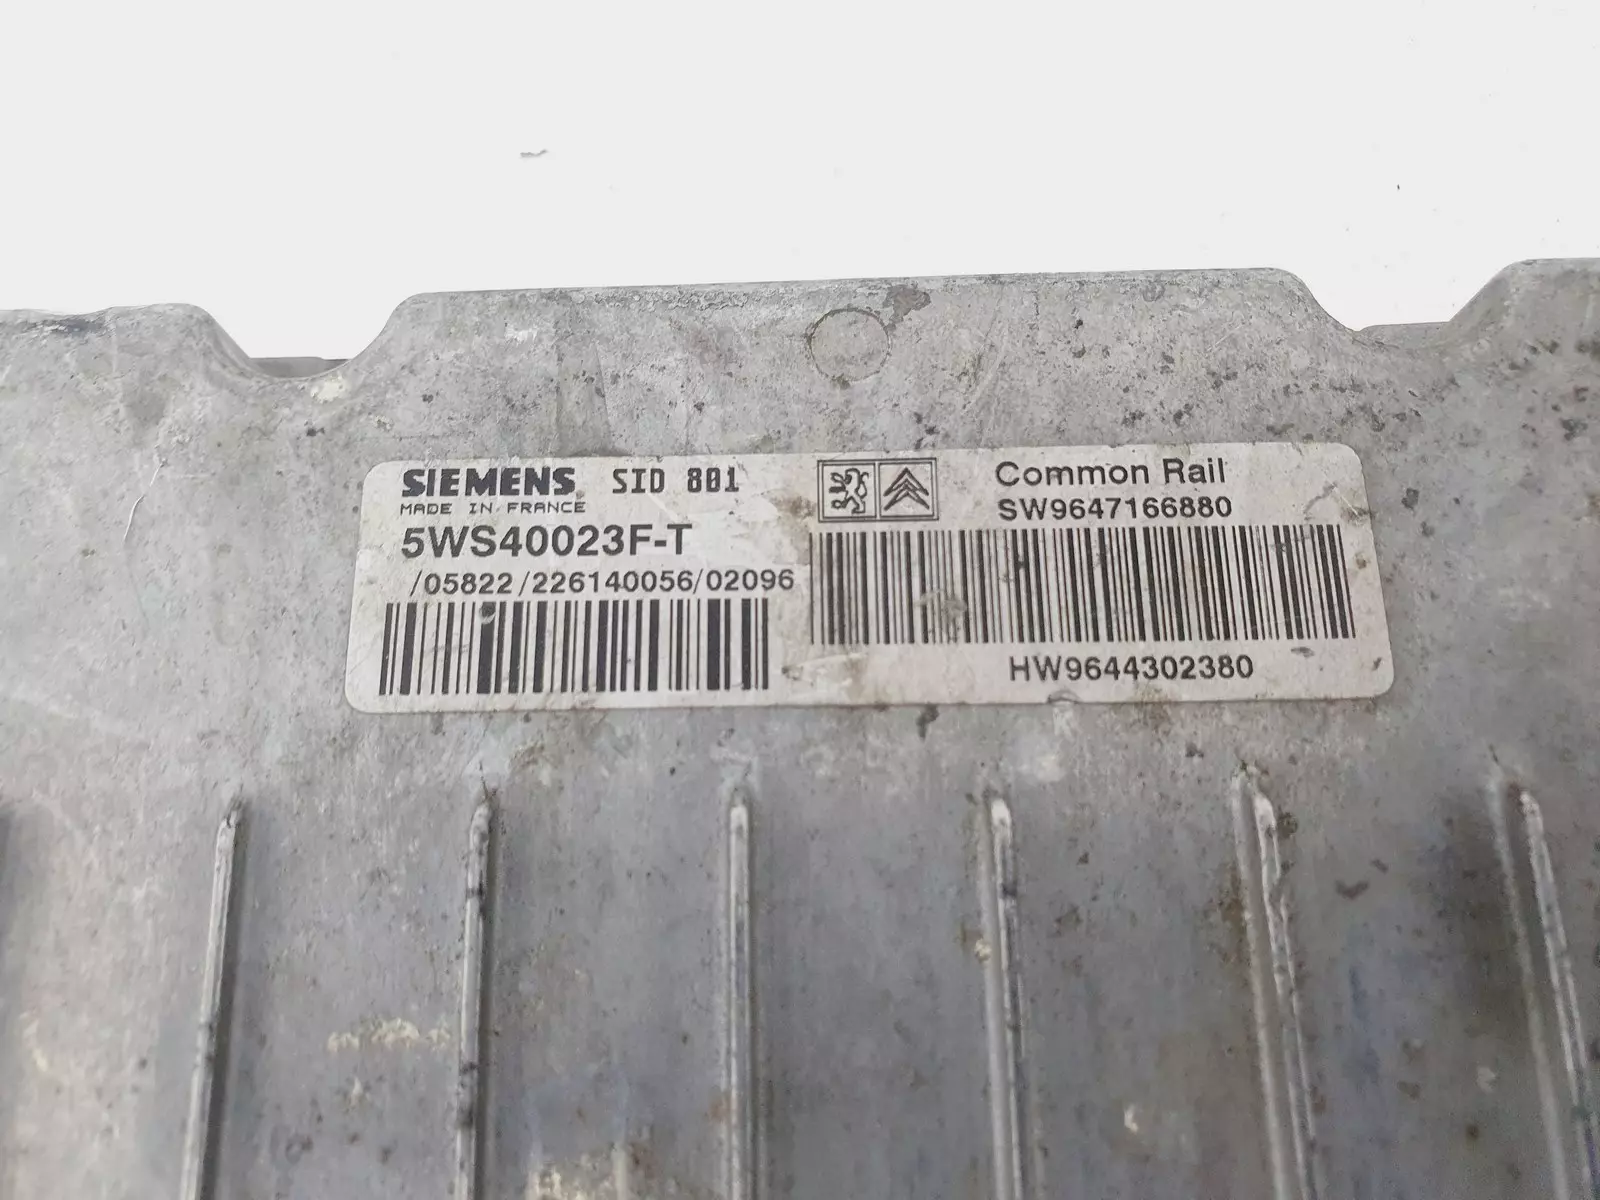 SIEMENS SID 801
MADE IN FRANCE
5WS40023F-T
/05822/226140056/02096
Common Rail
SW9647166880
HW9644302380